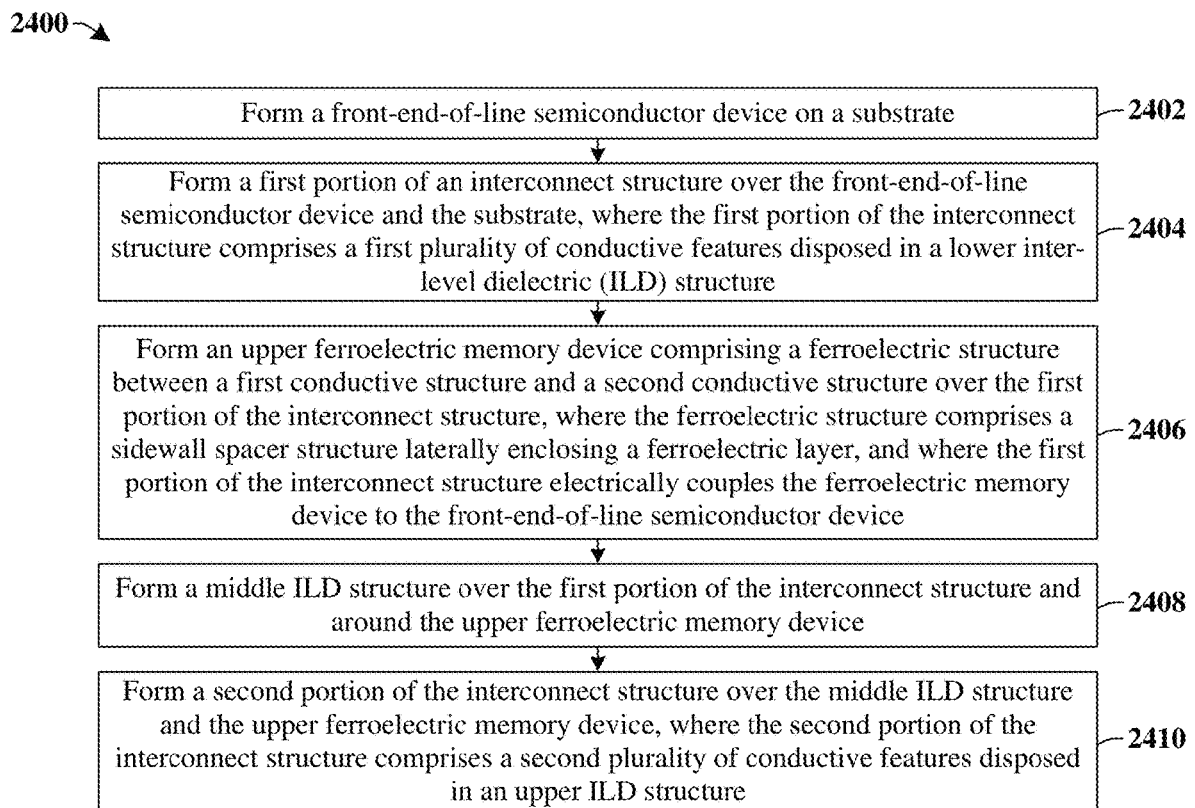 2400
Form a front-end-of-line semiconductor device on a substrate
2402
Form a first portion of an interconnect structure over the front-end-of-line
semiconductor device and the substrate, where the first portion of the interconnect
structure comprises a first plurality of conductive features disposed in a lower inter-
level dielectric (ILD) structure
2404
Form an upper ferroelectric memory device comprising a ferroelectric structure
between a first conductive structure and a second conductive structure over the first
portion of the interconnect structure, where the ferroelectric structure comprises a
sidewall spacer structure laterally enclosing a ferroelectric layer, and where the first
portion of the interconnect structure electrically couples the ferroelectric memory
device to the front-end-of-line semiconductor device
2406
Form a middle ILD structure over the first portion of the interconnect structure and
around the upper ferroelectric memory device
2408
Form a second portion of the interconnect structure over the middle ILD structure
and the upper ferroelectric memory device, where the second portion of the
interconnect structure comprises a second plurality of conductive features disposed
in an upper ILD structure
2410